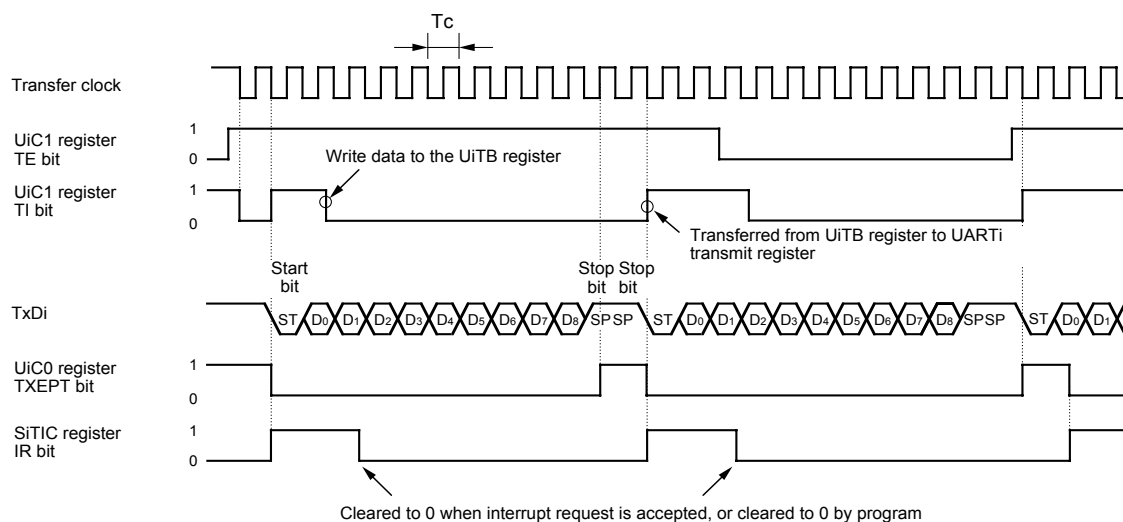 Tc
Transfer clock
UiC1 register
TE bit
1
0
Write data to the UiTB register
UiC1 register
TI bit
1
0
Transferred from UiTB register to UARTi
transmit register
Start
bit
Stop
bit
Stop
bit
TxDi
ST D0 D1 D2 D3 D4 D5 D6 D7 D8 SP SP ST D0 D1 D2 D3 D4 D5 D6 D7 D8 SP SP ST D0 D1
UiC0 register
TXEPT bit
1
0
SiTIC register
IR bit
1
0
Cleared to 0 when interrupt request is accepted, or cleared to 0 by program